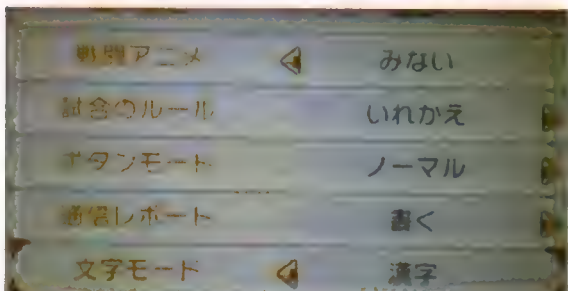 戦闘アニメ みない
試合のルール いれかえ
ボタンモード ノーマル
通信レポート 書く
文字モード 漢字